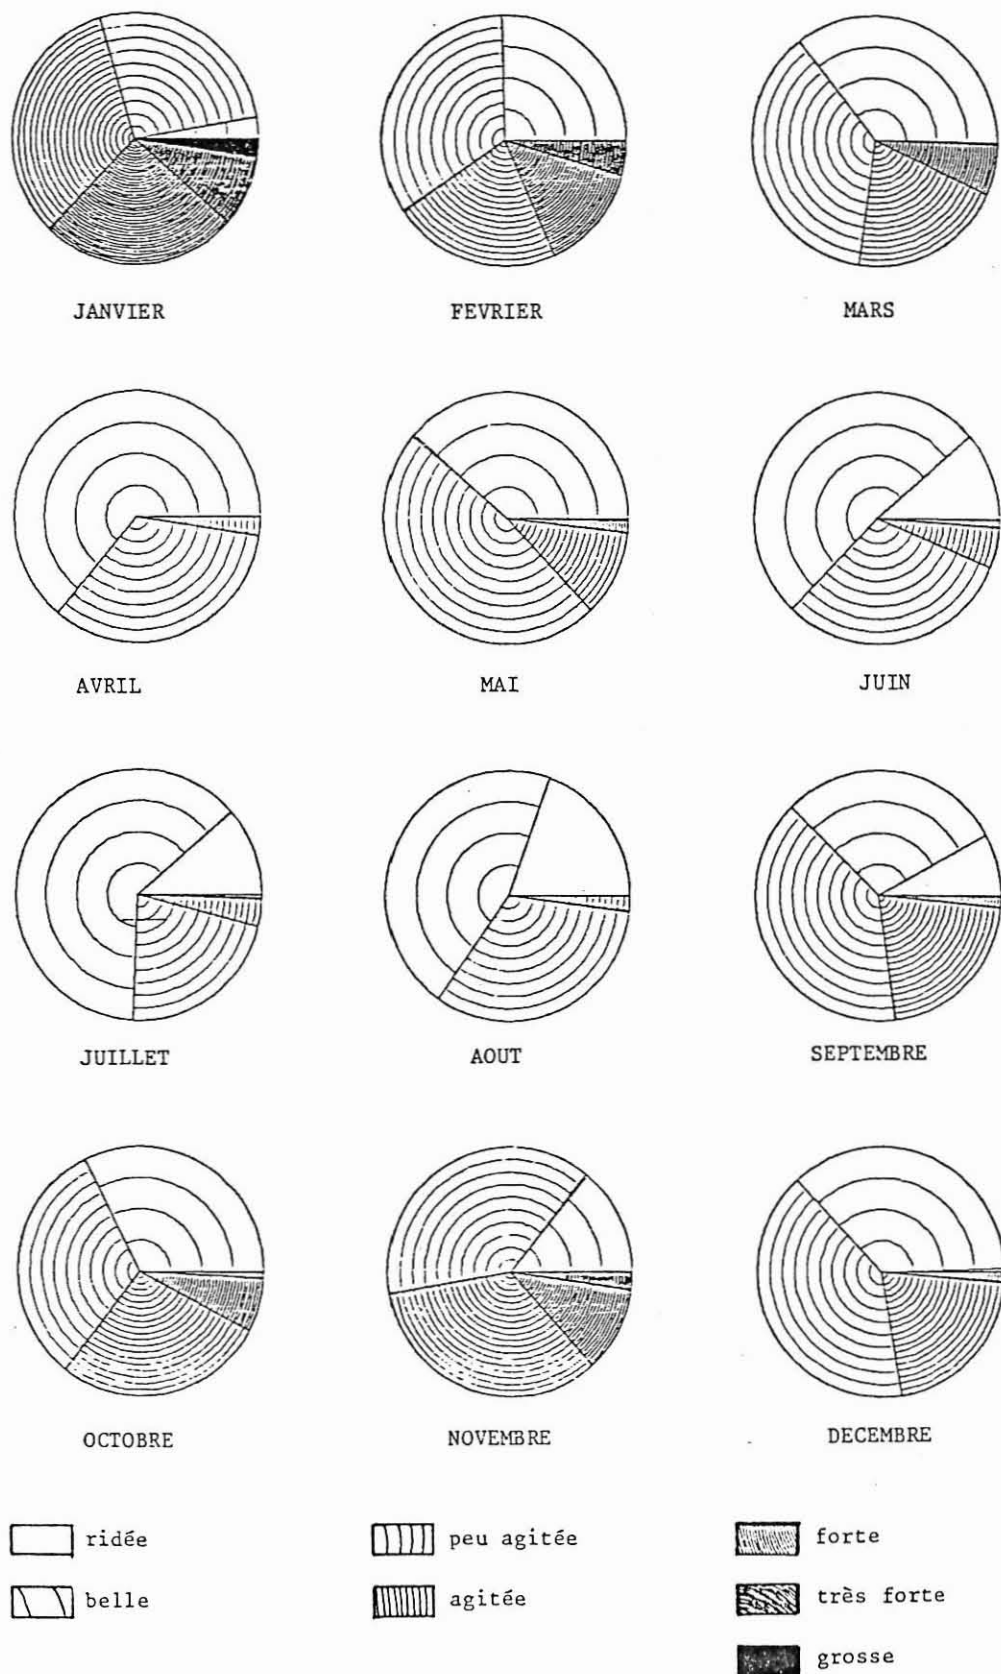 JANVIER
FEVRIER
MARS
AVRIL
MAI
JUIN
JUILLET
AOUT
SEPTEMBRE
OCTOBRE
NOVEMBRE
DECEMBRE
ridée
peu agitée
forte
belle
agitée
très forte
grosse